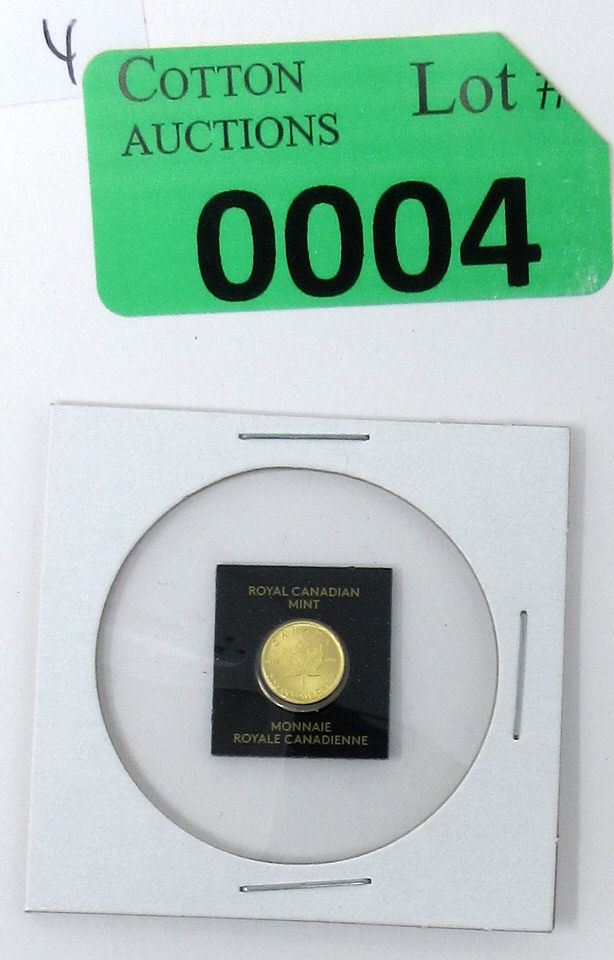 4
COTTON
AUCTIONS
Lot #
0004
ROYAL CANADIAN
MINT
MONNAIE
ROYALE CANADIENNE